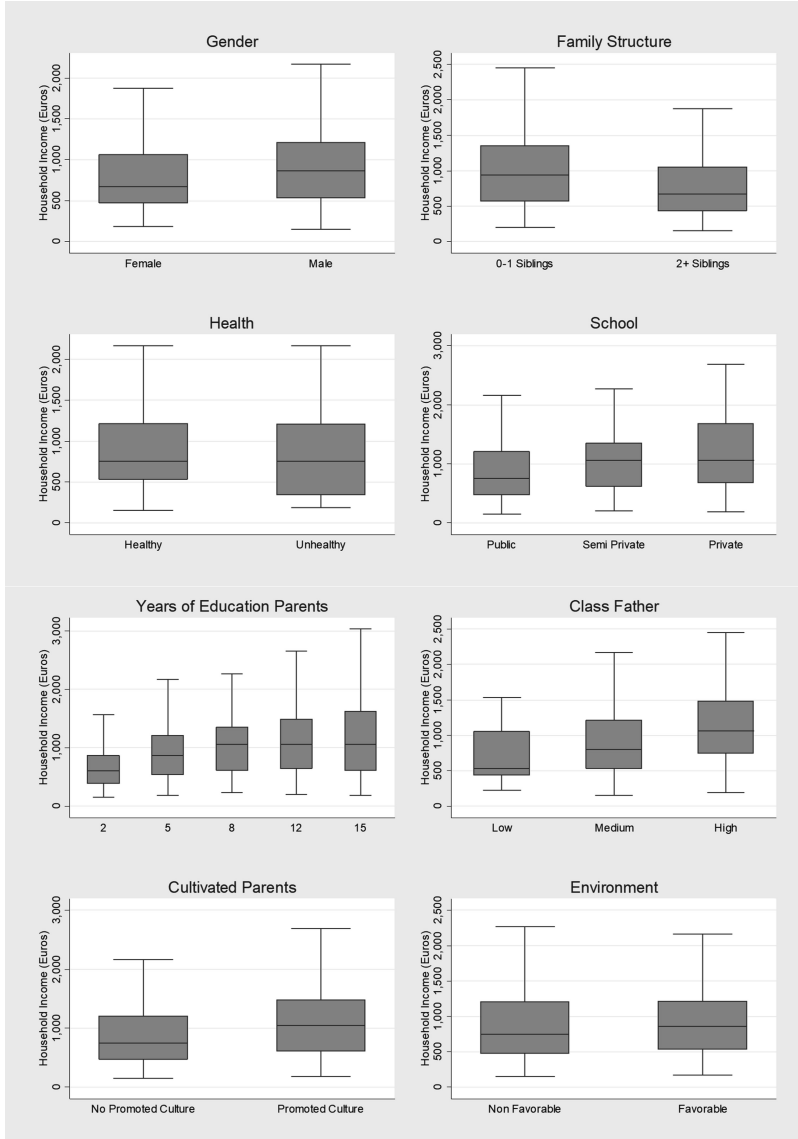 Gender
Household Income (Euros)
0
500
1,000
1,500
2,000
Female Male
Family Structure
Household Income (Euros)
0
500
1,000
1,500
2,000
2,500
0-1 Siblings 2+ Siblings
Health
Household Income (Euros)
0
500
1,000
1,500
2,000
Healthy Unhealthy
School
Household Income (Euros)
0
1,000
2,000
3,000
Public Semi Private Private
Years of Education Parents
Household Income (Euros)
0
1,000
2,000
3,000
2 5 8 12 15
Class Father
Household Income (Euros)
0
500
1,000
1,500
2,000
2,500
Low Medium High
Cultivated Parents
Household Income (Euros)
0
1,000
2,000
3,000
No Promoted Culture Promoted Culture
Environment
Household Income (Euros)
0
500
1,000
1,500
2,000
2,500
Non Favorable Favorable